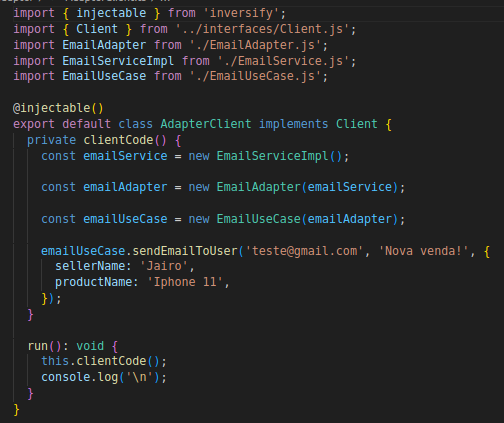 import { injectable } from 'inversify';
import { Client } from '../interfaces/Client.js';
import EmailAdapter from './EmailAdapter.js';
import EmailServiceImpl from './EmailService.js';
import EmailUseCase from './EmailUseCase.js';

@injectable()
export default class AdapterClient implements Client {
  private clientCode() {
    const emailService = new EmailServiceImpl();

    const emailAdapter = new EmailAdapter(emailService);

    const emailUseCase = new EmailUseCase(emailAdapter);

    emailUseCase.sendEmailToUser('teste@gmail.com', 'Nova venda!', {
      sellerName: 'Jairo',
      productName: 'Iphone 11',
    });
  }

  run(): void {
    this.clientCode();
    console.log('\n');
  }
}